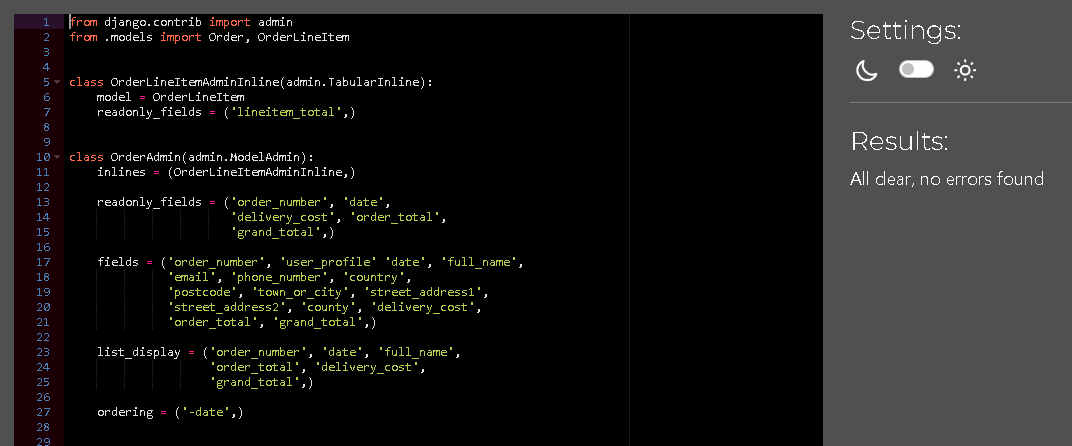 1 from django.contrib import admin
2 from .models import Order, OrderLineItem
3
4
5 class OrderLineItemAdminInline(admin.TabularInline):
6     model = OrderLineItem
7     readonly_fields = ('lineitem_total',)
8
9
10 class OrderAdmin(admin.ModelAdmin):
11     inlines = (OrderLineItemAdminInline,)
12
13     readonly_fields = ('order_number', 'date',
14                        'delivery_cost', 'order_total',
15                        'grand_total',)
16
17     fields = ('order_number', 'user_profile' 'date', 'full_name',
18               'email', 'phone_number', 'country',
19               'postcode', 'town_or_city', 'street_address1',
20               'street_address2', 'county', 'delivery_cost',
21               'order_total', 'grand_total',)
22
23     list_display = ('order_number', 'date', 'full_name',
24                     'order_total', 'delivery_cost',
25                     'grand_total',)
26
27     ordering = ('-date',)
28
29
Settings:
Results:
All clear, no errors found